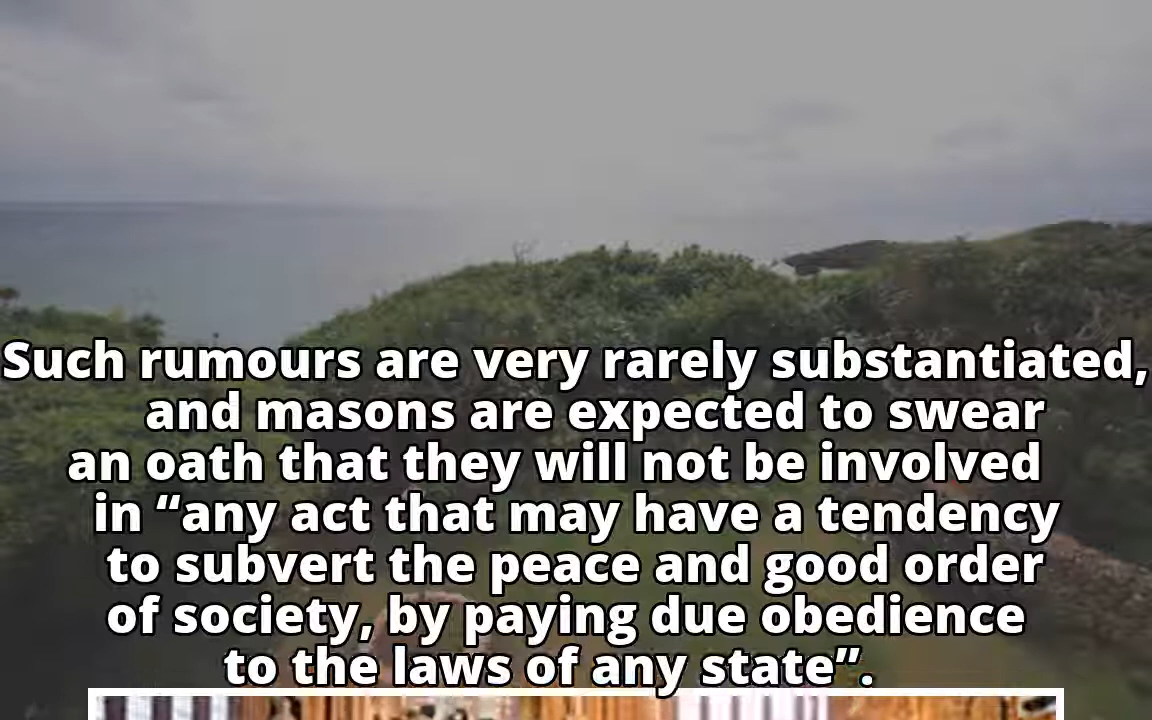 Such rumours are very rarely substantiated,
and masons are expected to swear
an oath that they will not be involved
in “any act that may have a tendency
to subvert the peace and good order
of society, by paying due obedience
to the laws of any state”.